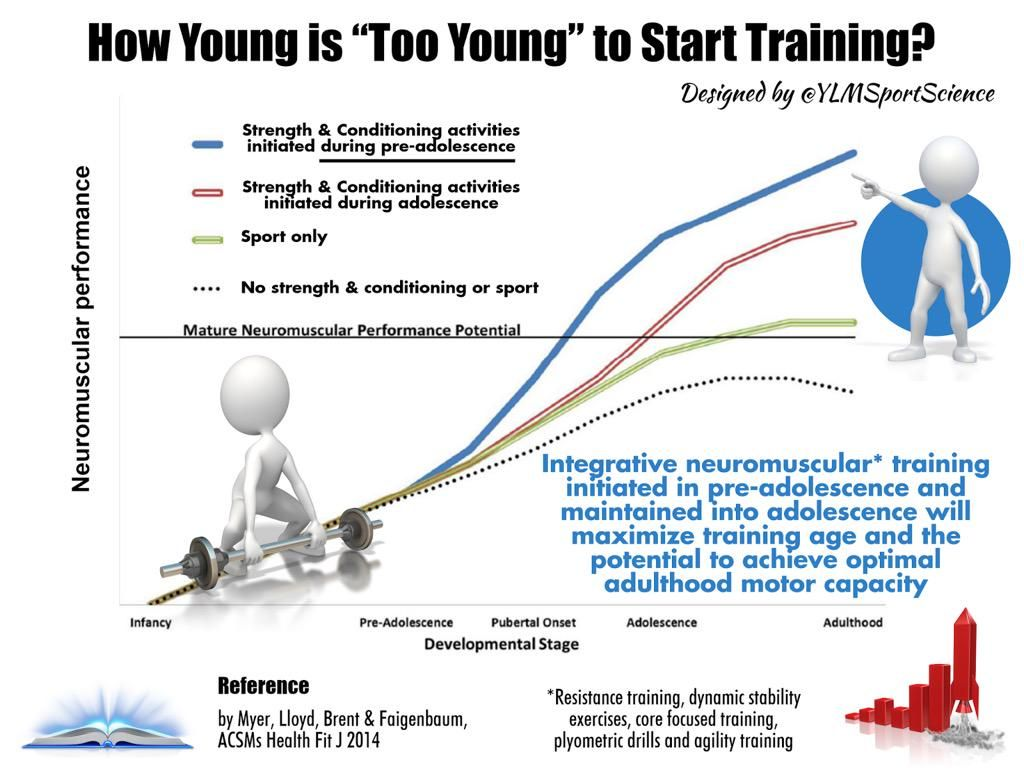 How Young is “Too Young” to Start Training?
Designed by @YLMSportScience
Strength & Conditioning activities
initiated during pre-adolescence
Strength & Conditioning activities
initiated during adolescence
Sport only
No strength & conditioning or sport
Mature Neuromuscular Performance Potential
Neuromuscular performance
Integrative neuromuscular* training
initiated in pre-adolescence and
maintained into adolescence will
maximize training age and the
potential to achieve optimal
adulthood motor capacity
Infancy Pre-Adolescence Pubertal Onset Adolescence Adulthood
Developmental Stage
Reference
by Myer, Lloyd, Brent & Faigenbaum,
ACSMs Health Fit J 2014
*Resistance training, dynamic stability
exercises, core focused training,
plyometric drills and agility training